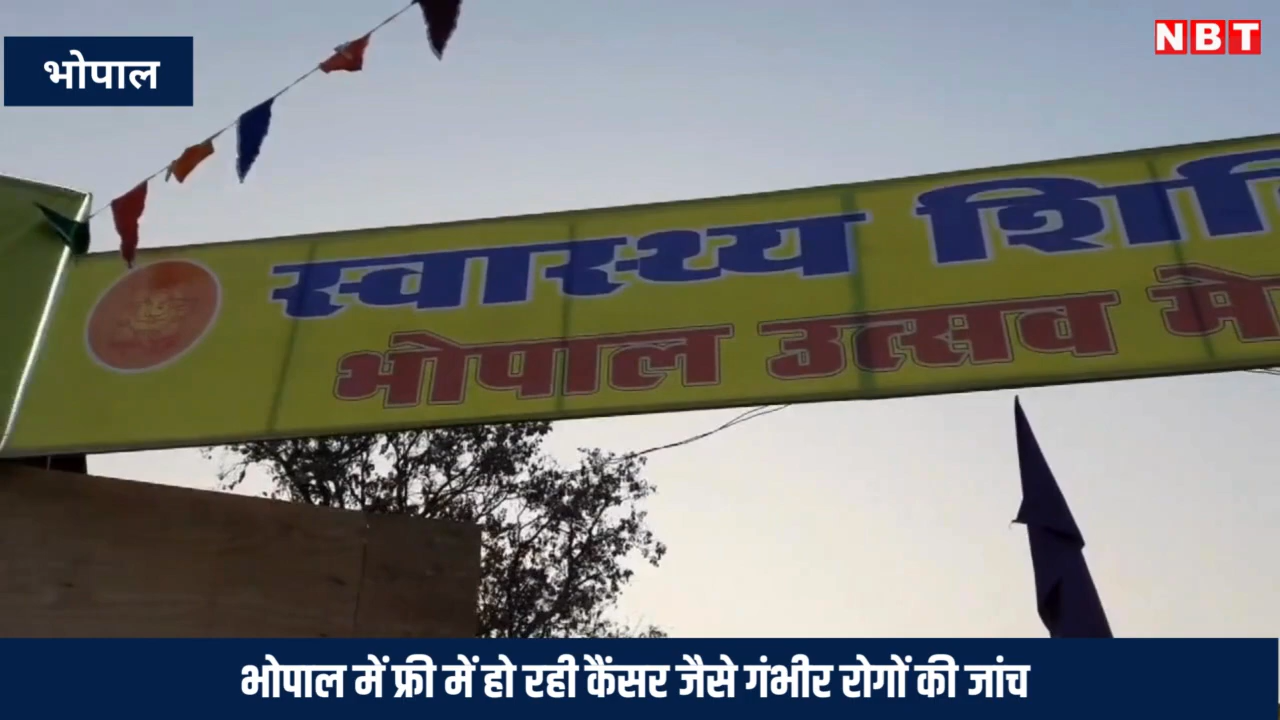 भोपाल
NBT
स्वास्थ्य
भोपाल उत्सव
भोपाल में फ्री में हो रही कैंसर जैसे गंभीर रोगों की जांच